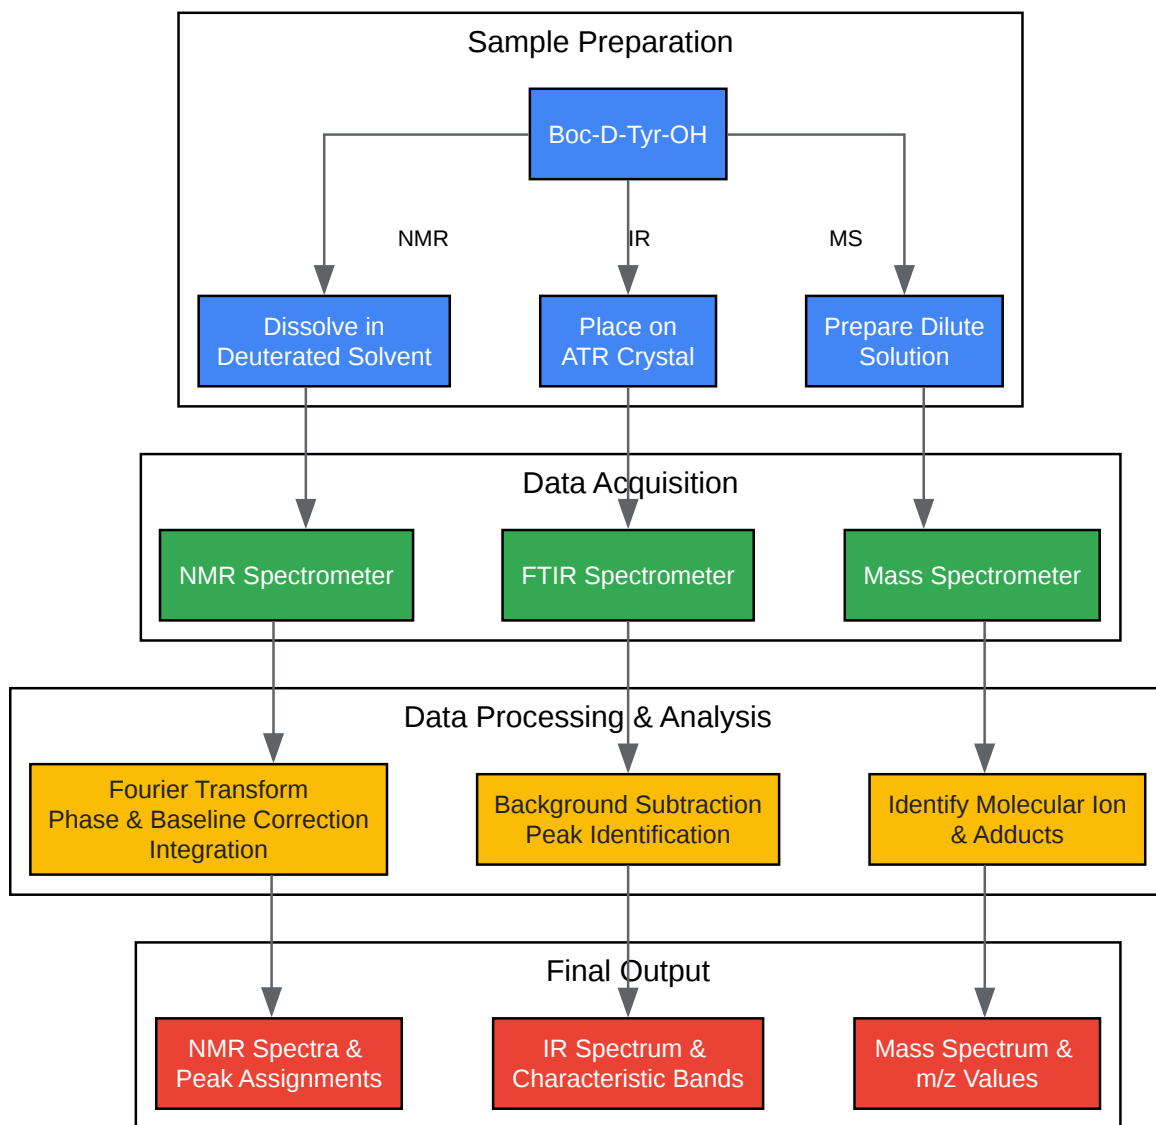 Sample Preparation
Boc-D-Tyr-OH
NMR
IR
MS
Dissolve in
Deuterated Solvent
Place on
ATR Crystal
Prepare Dilute
Solution
Data Acquisition
NMR Spectrometer
FTIR Spectrometer
Mass Spectrometer
Data Processing & Analysis
Fourier Transform
Phase & Baseline Correction
Integration
Background Subtraction
Peak Identification
Identify Molecular Ion
& Adducts
Final Output
NMR Spectra &
Peak Assignments
IR Spectrum &
Characteristic Bands
Mass Spectrum &
m/z Values